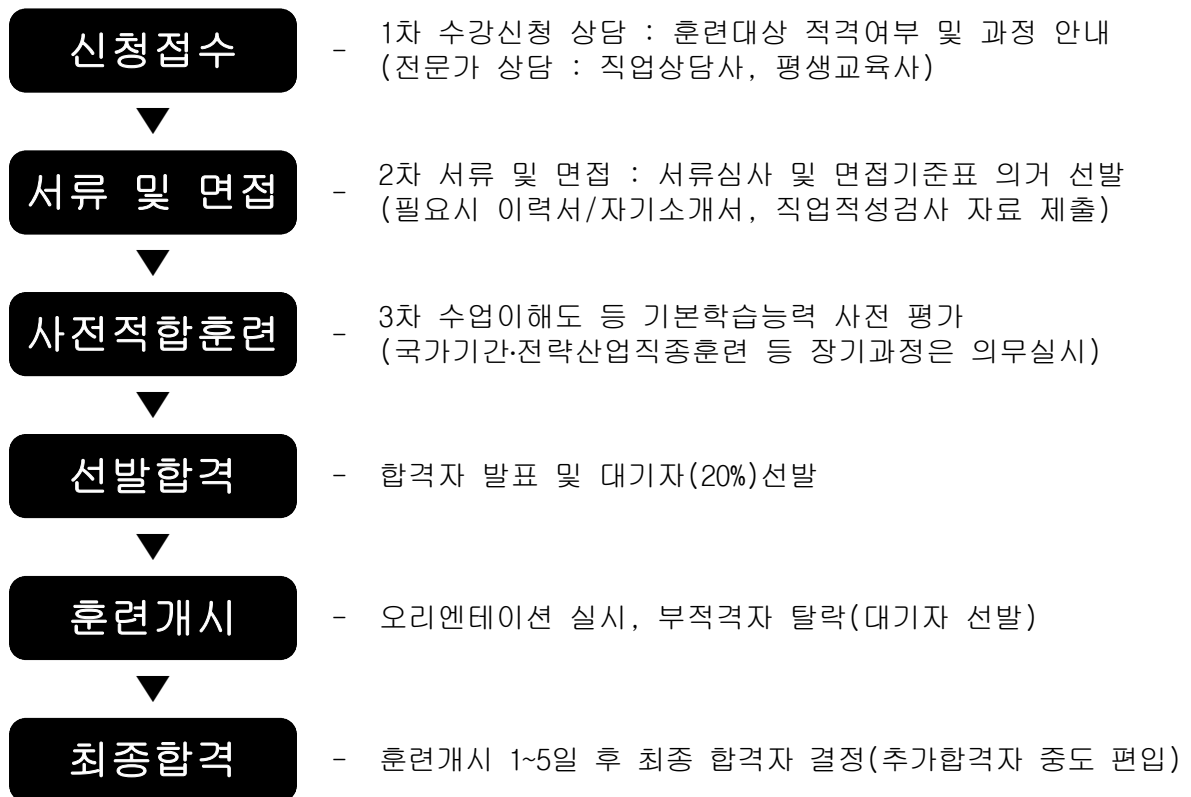 신청접수
- 1차 수강신청 상담 : 훈련대상 적격여부 및 과정 안내
(전문가 상담 : 직업상담사, 평생교육사)
▼
서류 및 면접
- 2차 서류 및 면접 : 서류심사 및 면접기준표 의거 선발
(필요시 이력서/자기소개서, 직업적성검사 자료 제출)
▼
사전적합훈련
- 3차 수업이해도 등 기본학습능력 사전 평가
(국가기간·전략산업직종훈련 등 장기과정은 의무실시)
▼
선발합격
- 합격자 발표 및 대기자(20%)선발
▼
훈련개시
- 오리엔테이션 실시, 부적격자 탈락(대기자 선발)
▼
최종합격
- 훈련개시 1~5일 후 최종 합격자 결정(추가합격자 중도 편입)